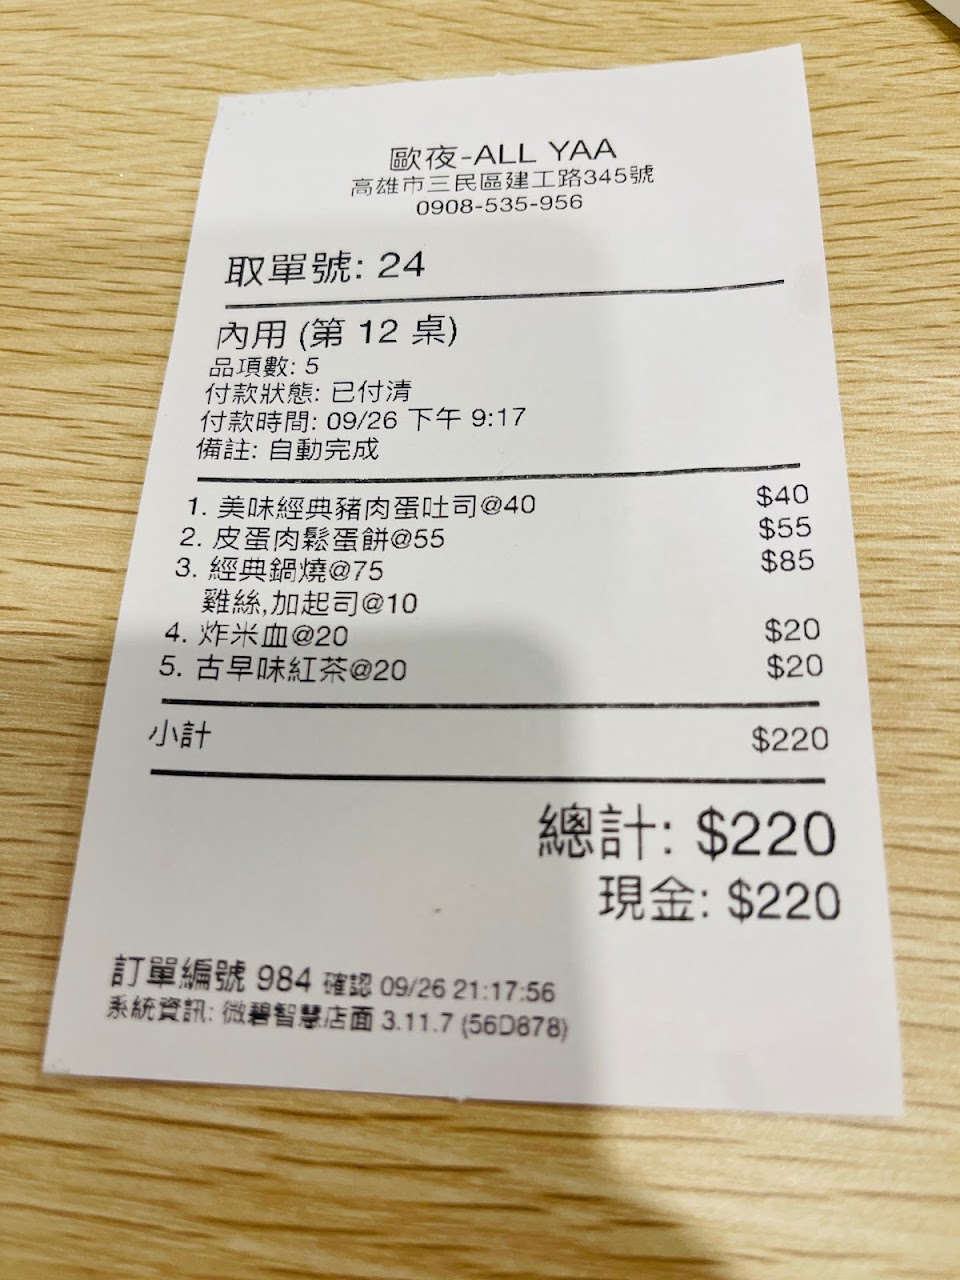 歐夜-ALL YAA
高雄市三民區建工路345號
0908-535-956
取單號: 24
內用 (第 12 桌)
品項數: 5
付款狀態: 已付清
付款時間: 09/26 下午 9:17
備註: 自動完成
1. 美味經典豬肉蛋吐司@40 $40
2. 皮蛋肉鬆蛋餅@55 $55
3. 經典鍋燒@75 $85
雞絲,加起司@10
4. 炸米血@20 $20
5. 古早味紅茶@20 $20
小計 $220
總計: $220
現金: $220
訂單編號 984 確認 09/26 21:17:56
系統資訊: 微碧智慧店面 3.11.7 (56D878)